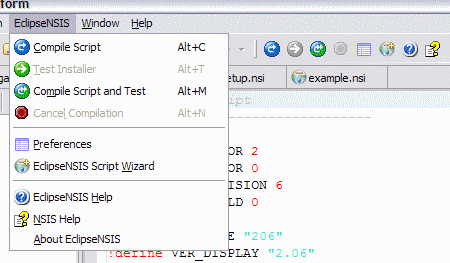 form
EclipseNSIS Window Help
Compile Script Alt+C
Test Installer Alt+T
Compile Script and Test Alt+M
Cancel Compilation Alt+N
Preferences
EclipseNSIS Script Wizard
EclipseNSIS Help
NSIS Help
About EclipseNSIS
etup.nsi example.nsi
ript
--------------------
OR 2
OR 0
ISION 6
LD 0
E "206"
!define VER_DISPLAY "2.06"